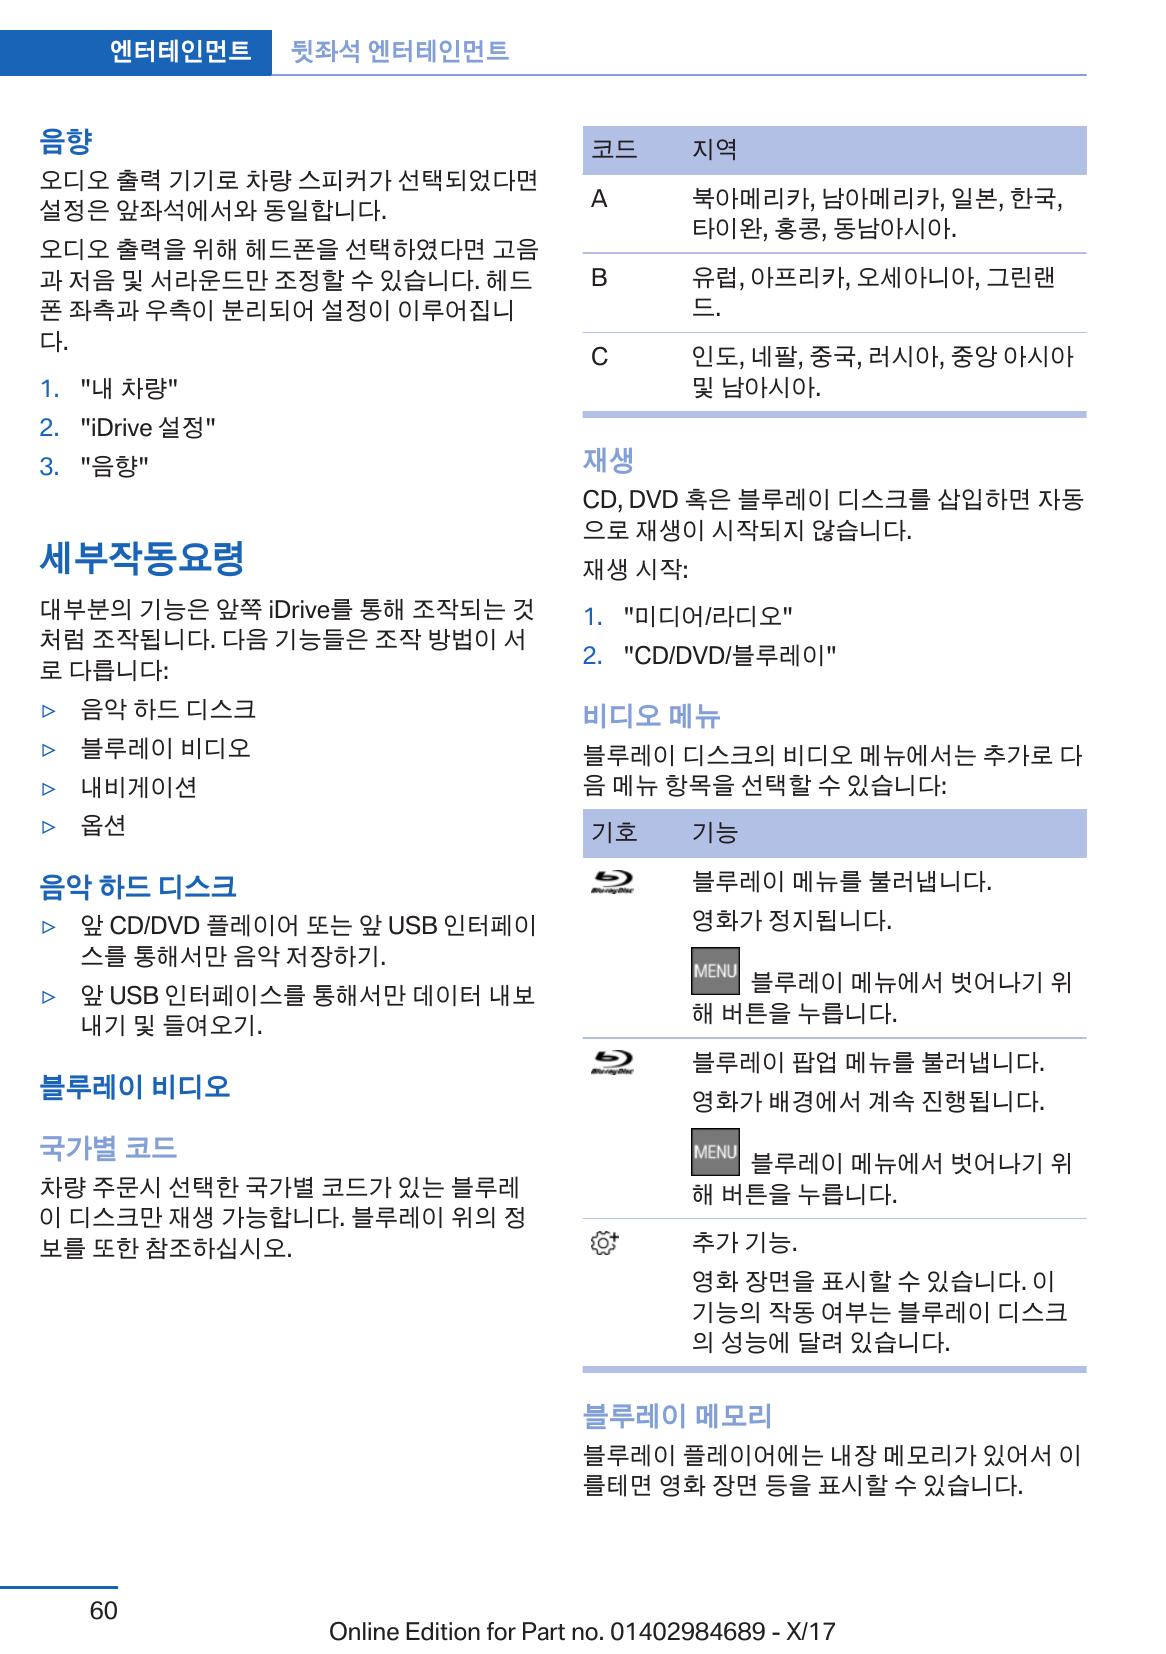 엔터테인먼트 뒷좌석 엔터테인먼트
음향
오디오 출력 기기로 차량 스피커가 선택되었다면
설정은 앞좌석에서와 동일합니다.
오디오 출력을 위해 헤드폰을 선택하였다면 고음
과 저음 및 서라운드만 조정할 수 있습니다. 헤드
폰 좌측과 우측이 분리되어 설정이 이루어집니
다.
1. "내 차량"
2. "iDrive 설정"
3. "음향"
세부작동요령
대부분의 기능은 앞쪽 iDrive를 통해 조작되는 것
처럼 조작됩니다. 다음 기능들은 조작 방법이 서
로 다릅니다:
▷ 음악 하드 디스크
▷ 블루레이 비디오
▷ 내비게이션
▷ 옵션
음악 하드 디스크
▷ 앞 CD/DVD 플레이어 또는 앞 USB 인터페이
스를 통해서만 음악 저장하기.
▷ 앞 USB 인터페이스를 통해서만 데이터 내보
내기 및 들여오기.
블루레이 비디오
국가별 코드
차량 주문시 선택한 국가별 코드가 있는 블루레
이 디스크만 재생 가능합니다. 블루레이 위의 정
보를 또한 참조하십시오.
코드 지역
A 북아메리카, 남아메리카, 일본, 한국,
타이완, 홍콩, 동남아시아.
B 유럽, 아프리카, 오세아니아, 그린랜
드.
C 인도, 네팔, 중국, 러시아, 중앙 아시아
및 남아시아.
재생
CD, DVD 혹은 블루레이 디스크를 삽입하면 자동
으로 재생이 시작되지 않습니다.
재생 시작:
1. "미디어/라디오"
2. "CD/DVD/블루레이"
비디오 메뉴
블루레이 디스크의 비디오 메뉴에서는 추가로 다
음 메뉴 항목을 선택할 수 있습니다:
기호 기능
Blu-ray Disc 블루레이 메뉴를 불러냅니다.
영화가 정지됩니다.
MENU 블루레이 메뉴에서 벗어나기 위
해 버튼을 누릅니다.
Blu-ray Disc 블루레이 팝업 메뉴를 불러냅니다.
영화가 배경에서 계속 진행됩니다.
MENU 블루레이 메뉴에서 벗어나기 위
해 버튼을 누릅니다.
추가 기능.
영화 장면을 표시할 수 있습니다. 이
기능의 작동 여부는 블루레이 디스크
의 성능에 달려 있습니다.
블루레이 메모리
블루레이 플레이어에는 내장 메모리가 있어서 이
를테면 영화 장면 등을 표시할 수 있습니다.
60
Online Edition for Part no. 01402984689 - X/17